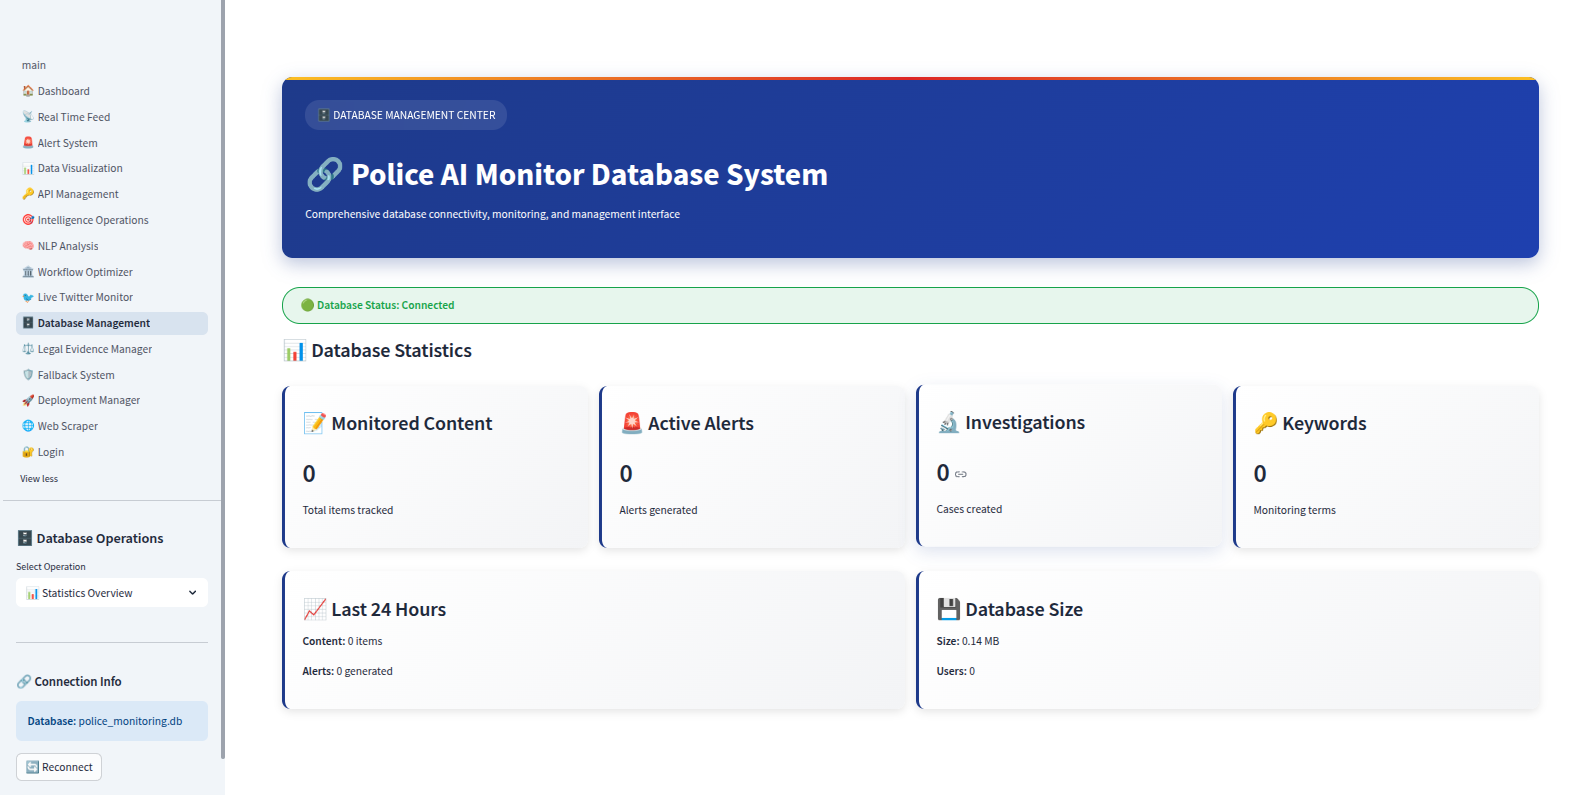 main
Dashboard
Real Time Feed
Alert System
Data Visualization
API Management
Intelligence Operations
NLP Analysis
Workflow Optimizer
Live Twitter Monitor
Database Management
Legal Evidence Manager
Fallback System
Deployment Manager
Web Scraper
Login
View less
Database Operations
Select Operation
Statistics Overview
Connection Info
Database: police_monitoring.db
Reconnect
DATABASE MANAGEMENT CENTER
Police AI Monitor Database System
Comprehensive database connectivity, monitoring, and management interface
Database Status: Connected
Database Statistics
Monitored Content
0
Total items tracked
Active Alerts
0
Alerts generated
Investigations
0
Cases created
Keywords
0
Monitoring terms
Last 24 Hours
Content: 0 items
Alerts: 0 generated
Database Size
Size: 0.14 MB
Users: 0